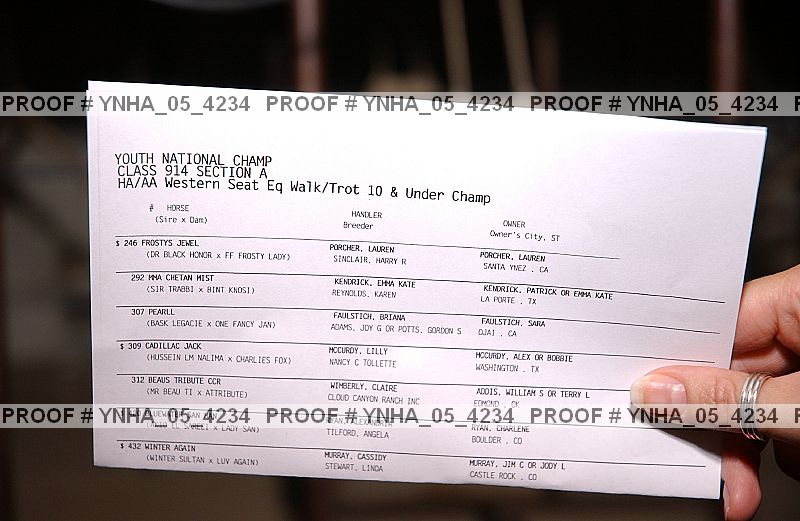 PROOF # YNHA_05_4234 PROOF # YNHA_05_4234 PROOF # YNHA_05_4234
YOUTH NATIONAL CHAMP
CLASS 914 SECTION A
HA/AA Western Seat Eq Walk/Trot 10 & Under Champ
# HORSE HANDLER OWNER
(Sire x Dam) Breeder Owner's City, ST
$ 246 FROSTYS JEWEL PORCHER, LAUREN PORCHER, LAUREN
(DR BLACK HONOR x FF FROSTY LADY) SINCLAIR, HARRY R SANTA YNEZ , CA
292 MMA CHETAN MIST KENDRICK, EMMA KATE KENDRICK, PATRICK OR EMMA KATE
(SIR TRABBI x BINT KNOSI) REYNOLDS, KAREN LA PORTE , TX
307 PEARLL FAULSTICH, BRIANA FAULSTICH, SARA
(BASK LEGACIE x ONE FANCY JAN) ADAMS, JOY G OR POTTS, GORDON S OJAI , CA
$ 309 CADILLAC JACK MCCURDY, LILLY MCCURDY, ALEX OR BOBBIE
(HUSSEIN LM NALIMA x CHARLIES FOX) NANCY C TOLLETTE WASHINGTON , TX
312 BEAUS TRIBUTE CCR WIMBERLY, CLAIRE ADDIS, WILLIAM S OR TERRY L
(MR BEAU TI x ATTRIBUTE) CLOUD CANYON RANCH INC EDMOND , OK
PROOF # YNHA_05_4234 PROOF # YNHA_05_4234 PROOF # YNHA_05_4234
RYAN, CHARLENE
x LADY SAN) TILFORD, ANGELA BOULDER , CO
$ 432 WINTER AGAIN MURRAY, CASSIDY MURRAY, JIM C OR JODY L
(WINTER SULTAN x LUV AGAIN) STEWART, LINDA CASTLE ROCK , CO